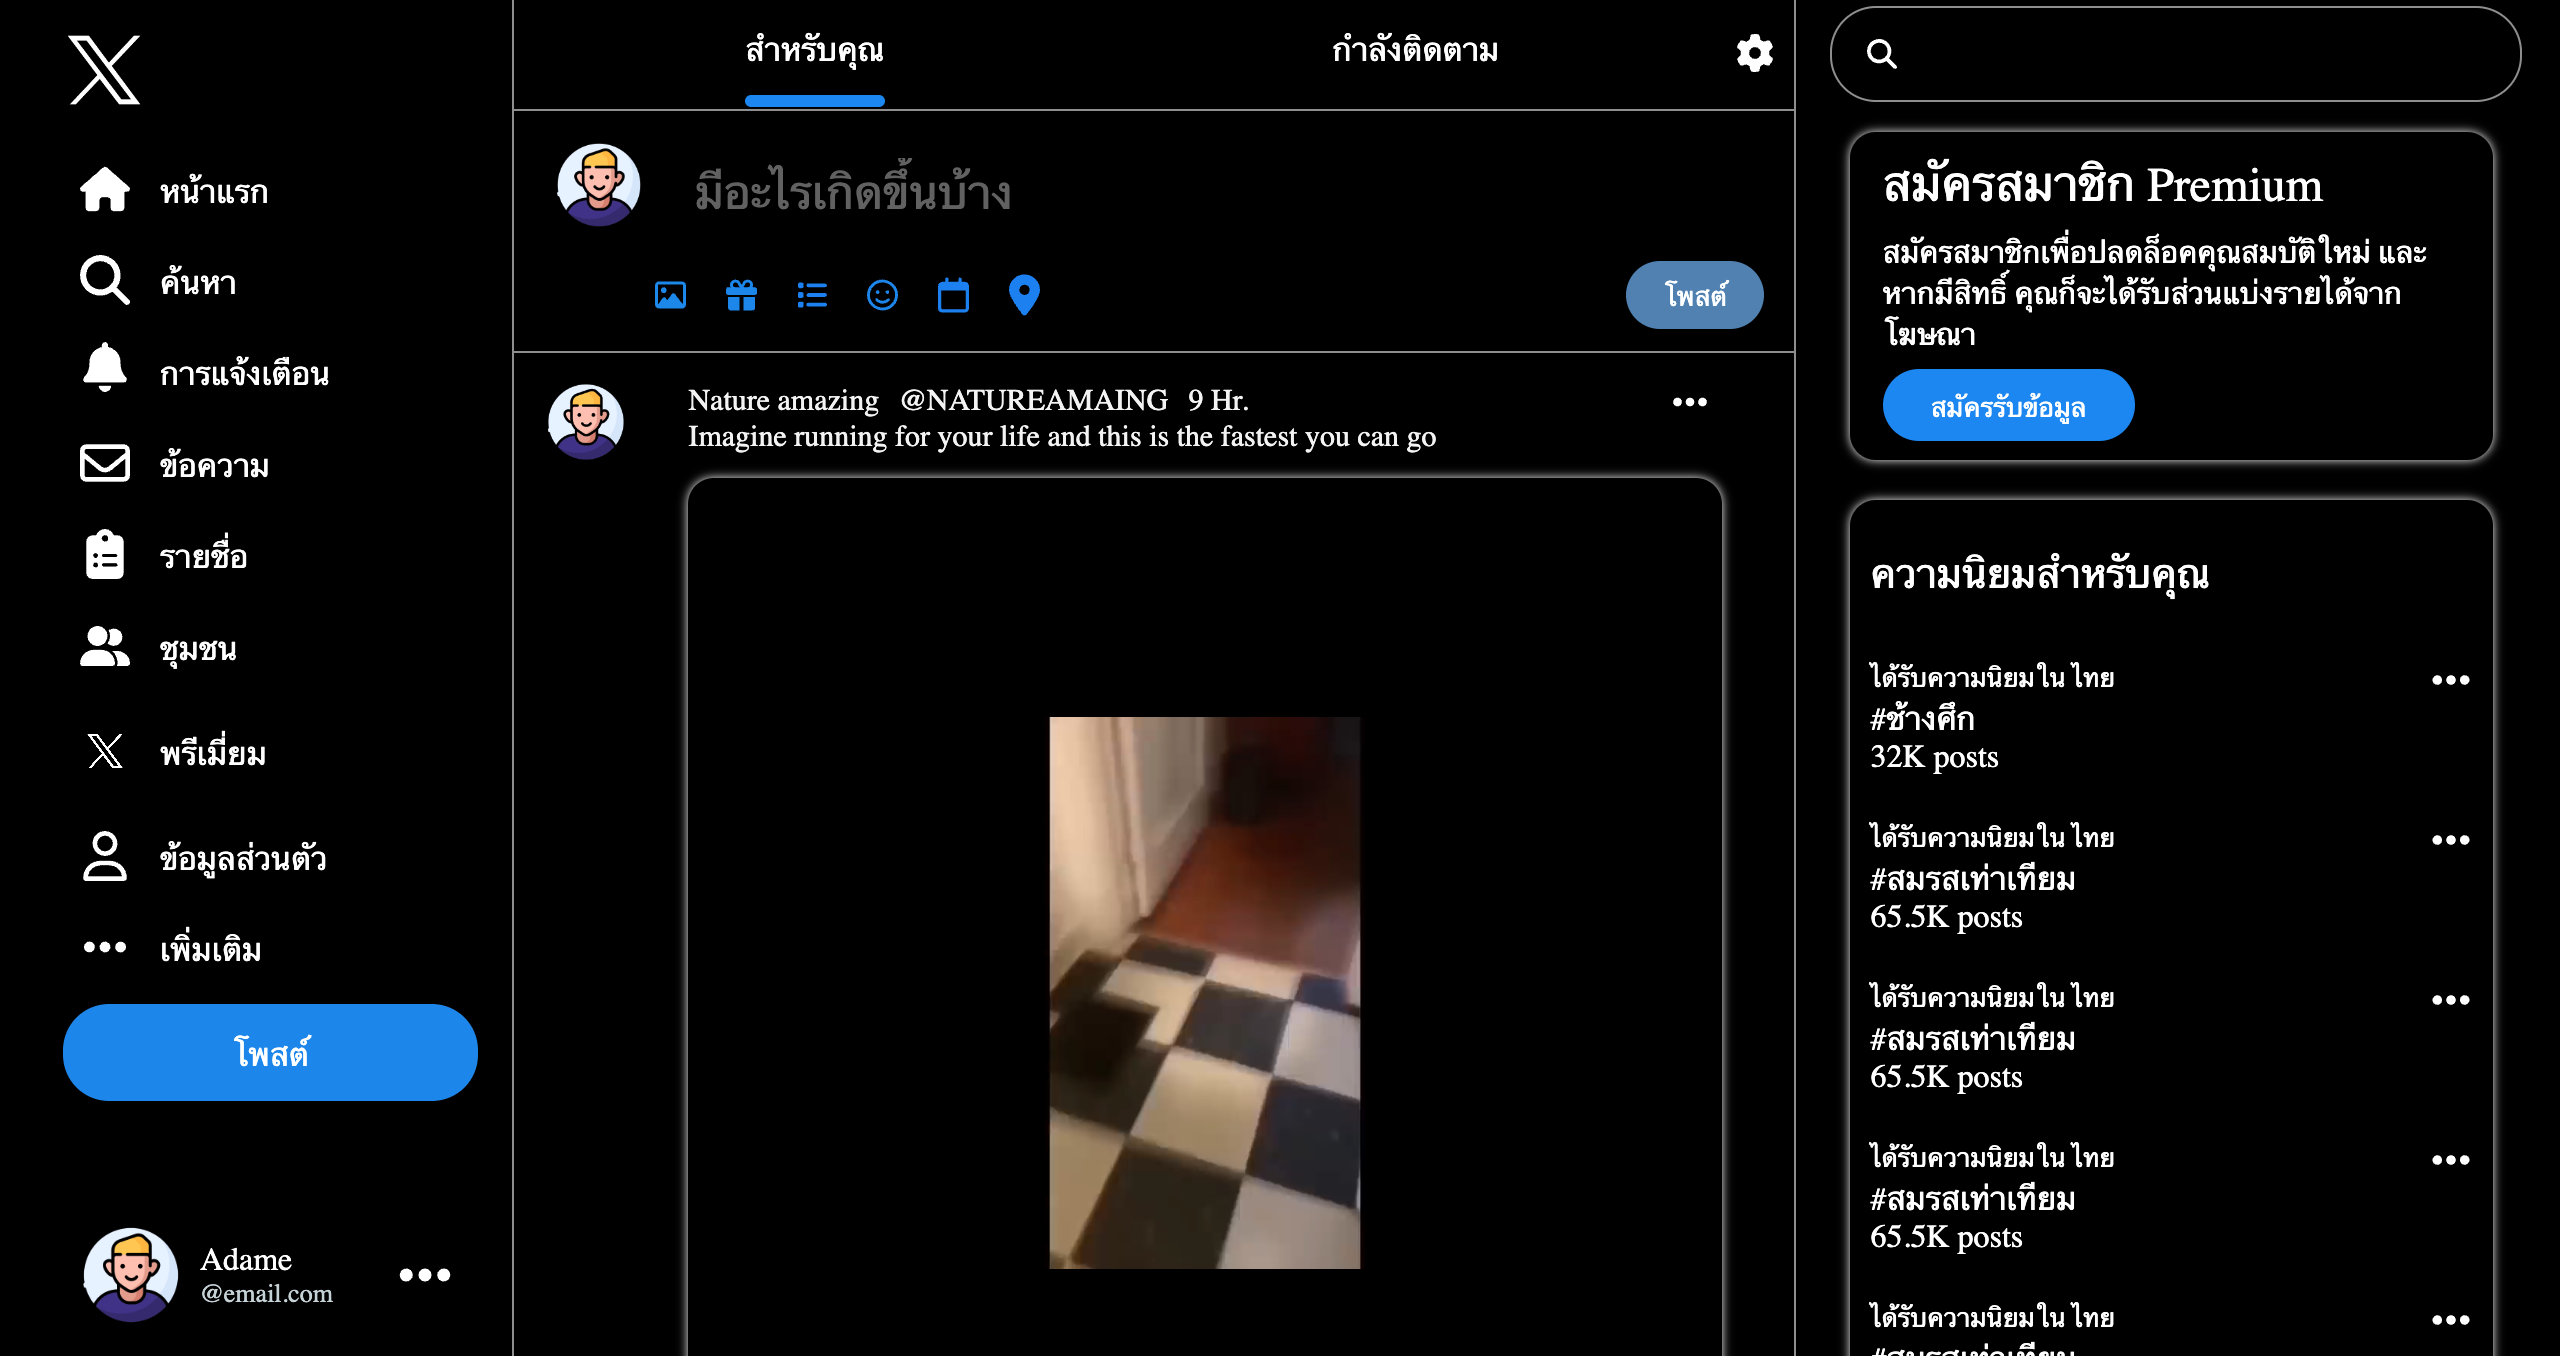 หน้าแรก
ค้นหา
การแจ้งเตือน
ข้อความ
รายชื่อ
ชุมชน
พรีเมี่ยม
ข้อมูลส่วนตัว
เพิ่มเติม
โพสต์
Adame
@email.com
สำหรับคุณ
กำลังติดตาม
มีอะไรเกิดขึ้นบ้าง
โพสต์
Nature amazing @NATUREAMAING 9 Hr.
Imagine running for your life and this is the fastest you can go
สมัครสมาชิก Premium
สมัครสมาชิกเพื่อปลดล็อคคุณสมบัติใหม่ และ
หากมีสิทธิ์ คุณก็จะได้รับส่วนแบ่งรายได้จาก
โฆษณา
สมัครรับข้อมูล
ความนิยมสำหรับคุณ
ได้รับความนิยมใน ไทย
#ช้างศึก
32K posts
ได้รับความนิยมใน ไทย
#สมรสเท่าเทียม
65.5K posts
ได้รับความนิยมใน ไทย
#สมรสเท่าเทียม
65.5K posts
ได้รับความนิยมใน ไทย
#สมรสเท่าเทียม
65.5K posts
ได้รับความนิยมใน ไทย
#สมรสเท่าเทียม